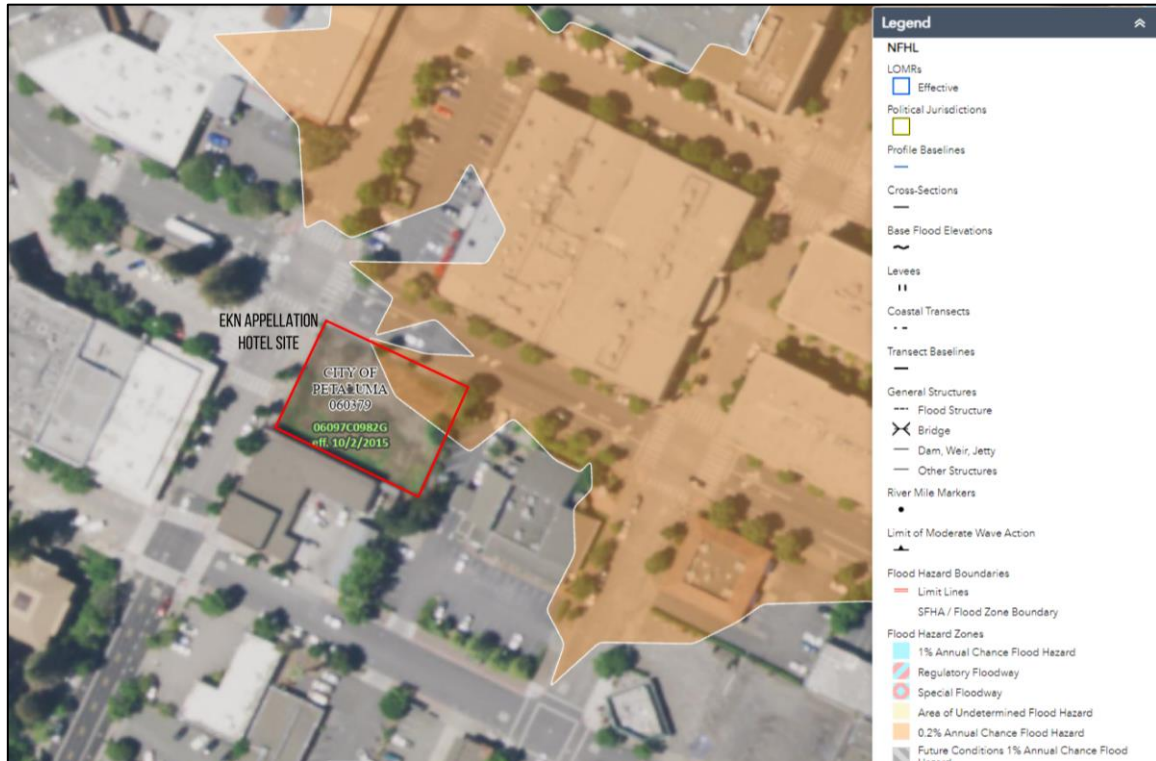 EKN APPELLATION
HOTEL SITE
CITY OF
PETALUMA
060379
06097C0982G
eff. 10/2/2015
Legend
NFHL
LOMRs
Effective
Political Jurisdictions
Profile Baselines
Cross-Sections
Base Flood Elevations
Levees
Coastal Transects
Transect Baselines
General Structures
Flood Structure
Bridge
Dam, Weir, Jetty
Other Structures
River Mile Markers
Limit of Moderate Wave Action
Flood Hazard Boundaries
Limit Lines
SFHA / Flood Zone Boundary
Flood Hazard Zones
1% Annual Chance Flood Hazard
Regulatory Floodway
Special Floodway
Area of Undetermined Flood Hazard
0.2% Annual Chance Flood Hazard
Future Conditions 1% Annual Chance Flood
Hazard